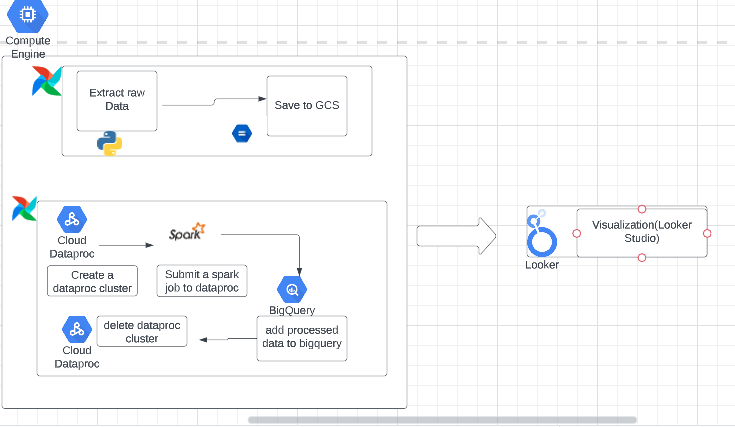 Compute
Engine
Extract raw
Data
Save to GCS
Cloud
Dataproc
Spark
Create a
dataproc cluster
Submit a spark
job to dataproc
BigQuery
add processed
data to bigquery
delete dataproc
cluster
Cloud
Dataproc
Looker
Visualization(Looker
Studio)